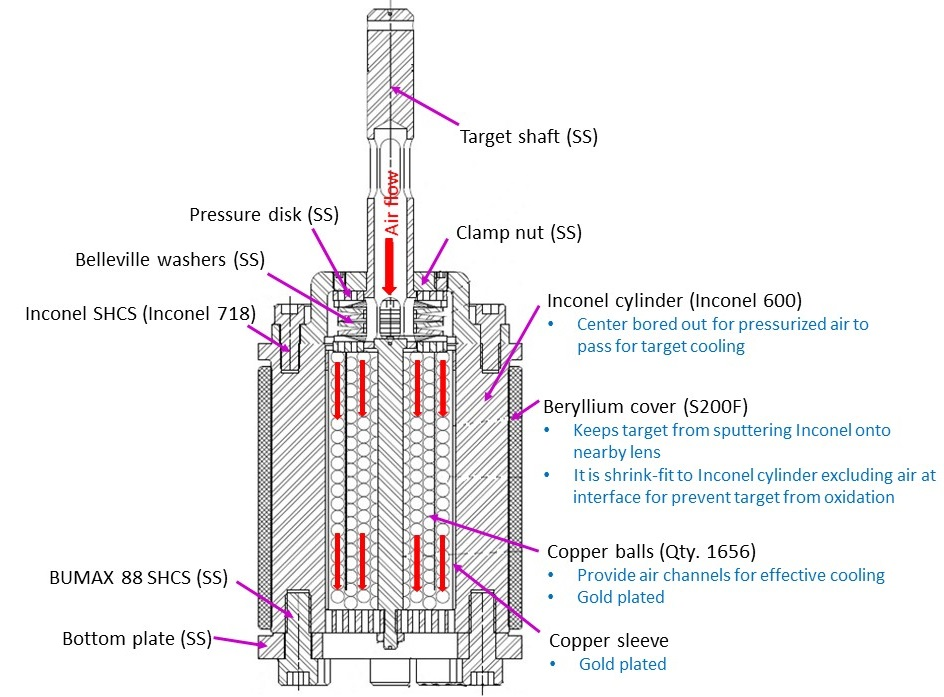 Target shaft (SS)
Air flow
Pressure disk (SS)
Clamp nut (SS)
Belleville washers (SS)
Inconel SHCS (Inconel 718)
Inconel cylinder (Inconel 600)
• Center bored out for pressurized air to
pass for target cooling
Beryllium cover (S200F)
• Keeps target from sputtering Inconel onto
nearby lens
• It is shrink-fit to Inconel cylinder excluding air at
interface for prevent target from oxidation
Copper balls (Qty. 1656)
• Provide air channels for effective cooling
• Gold plated
BUMAX 88 SHCS (SS)
Bottom plate (SS)
Copper sleeve
• Gold plated